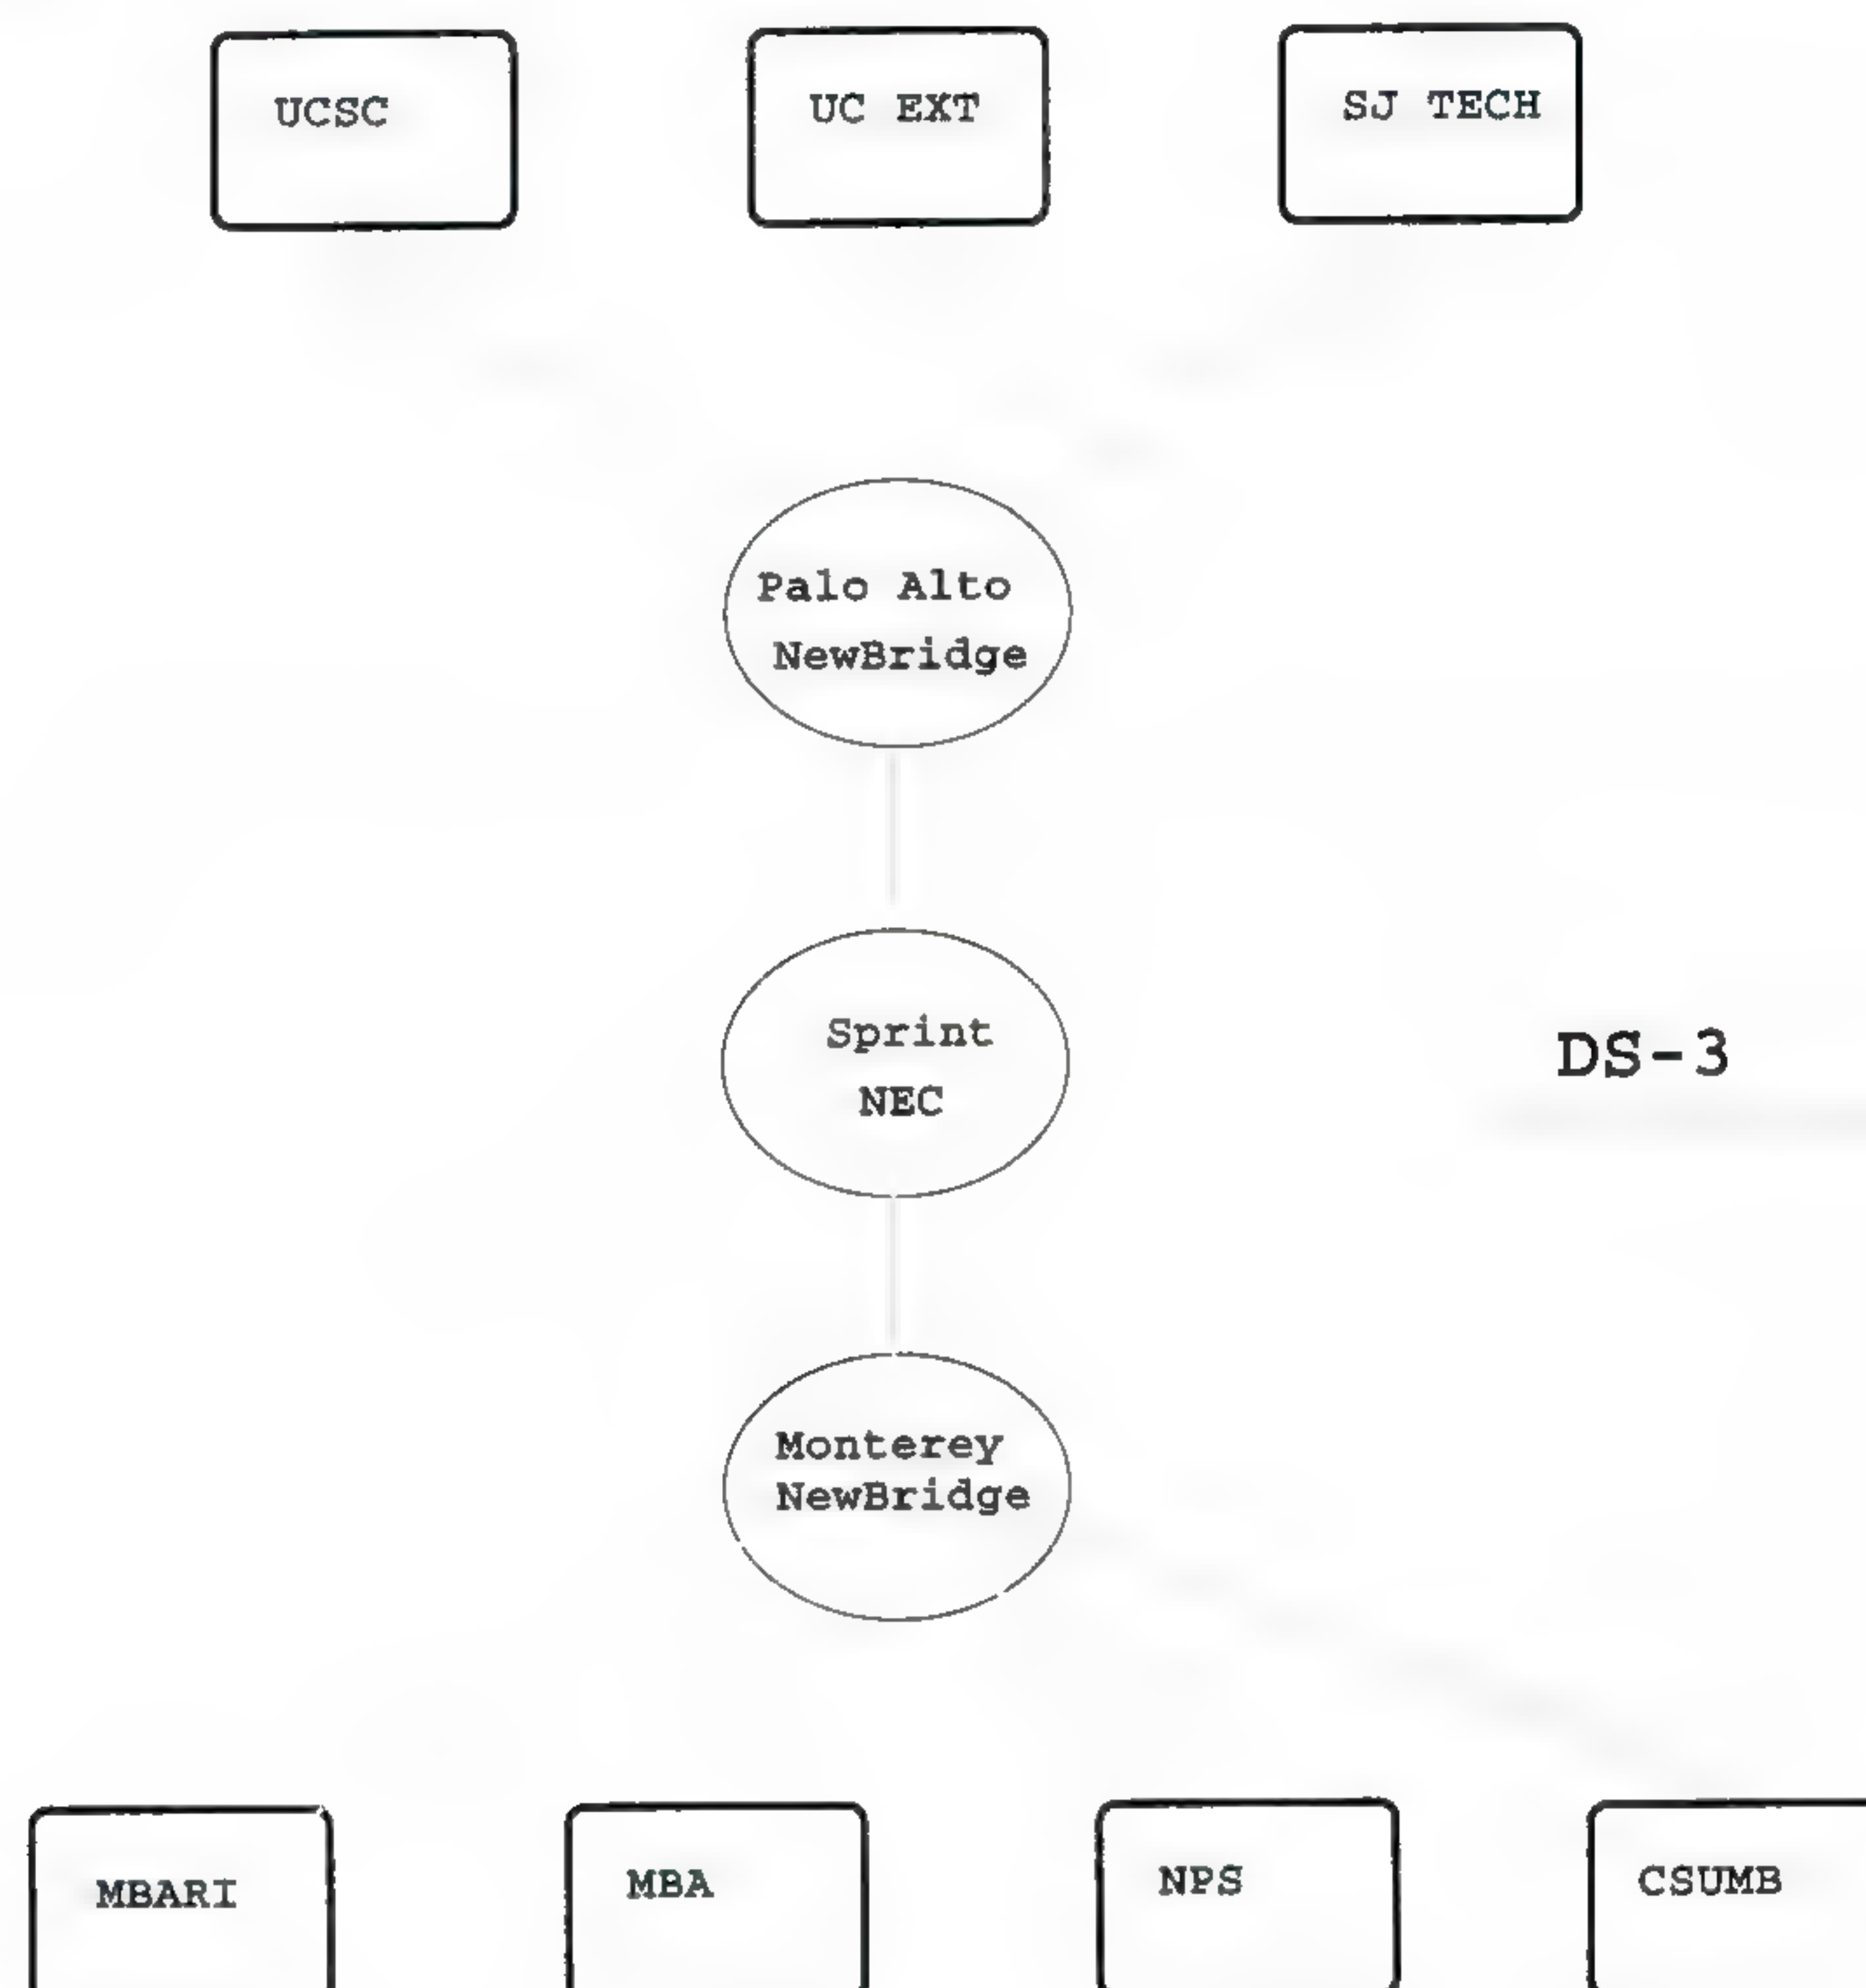 UCSC
UC EXT
SJ TECH
Palo Alto
NewBridge
Sprint
NEC
DS-3
Monterey
NewBridge
MBARI
MBA
NPS
CSUMB